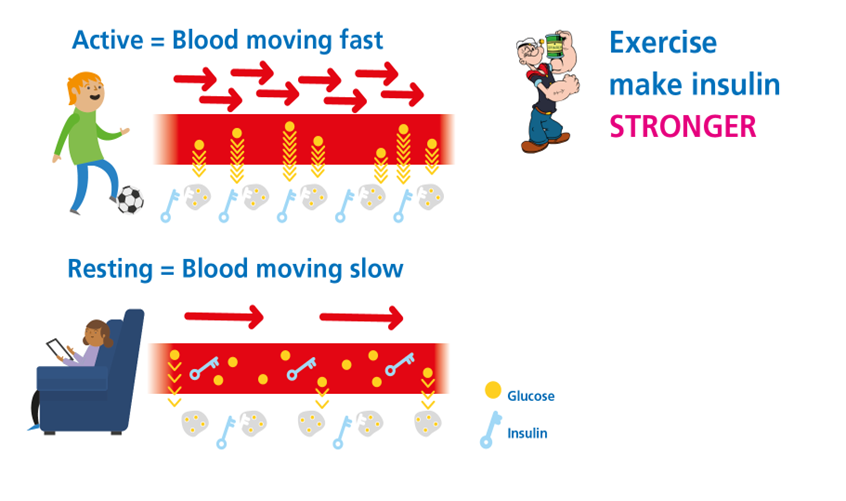 Active = Blood moving fast
Exercise
make insulin
STRONGER
Resting = Blood moving slow
Glucose
Insulin